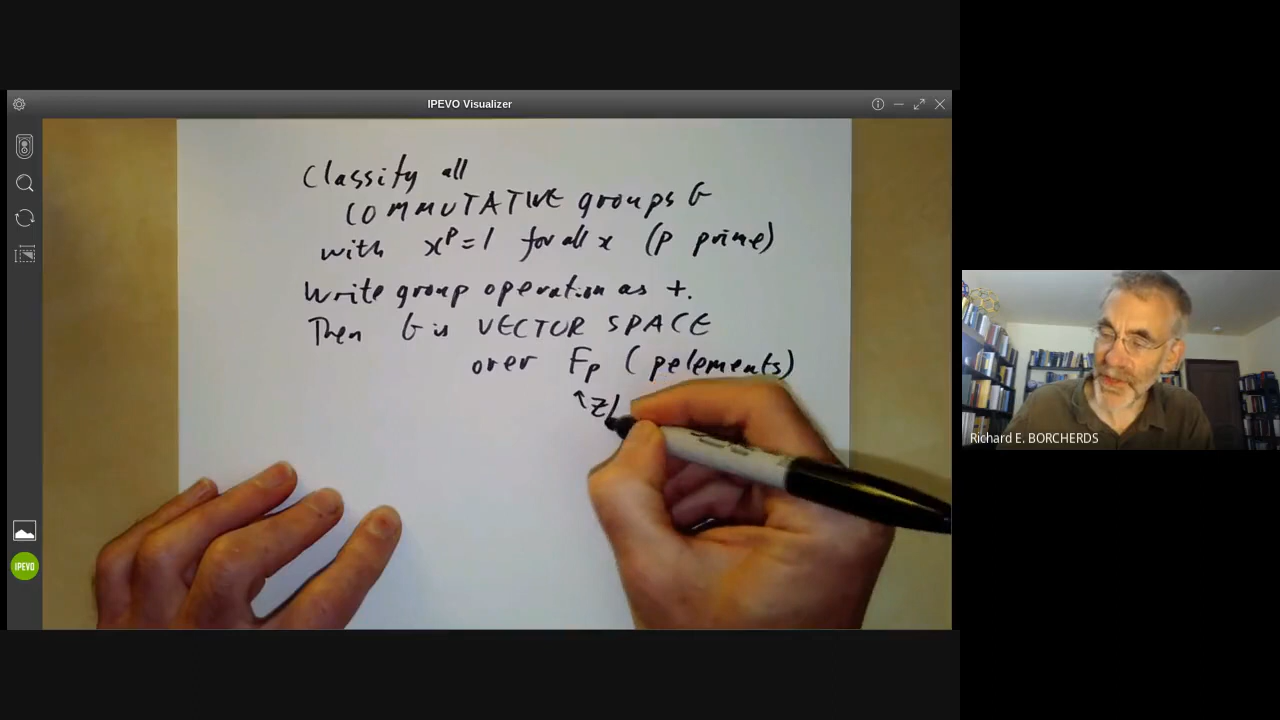 IPEVO Visualizer
Classify all
COMMUTATIVE groups G
with x^p = 1 for all x (p prime)
Write group operation as +.
Then G is VECTOR SPACE
over F_p (p elements)
↑ Z/
IPEVO
Richard E. BORCHERDS